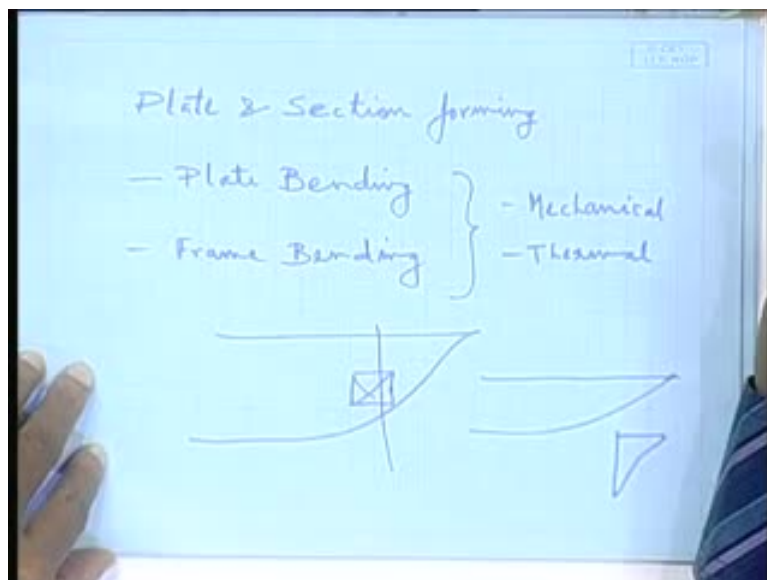 Plate & Section forming
- Plate Bending
- Frame Bending
- Mechanical
- Thermal